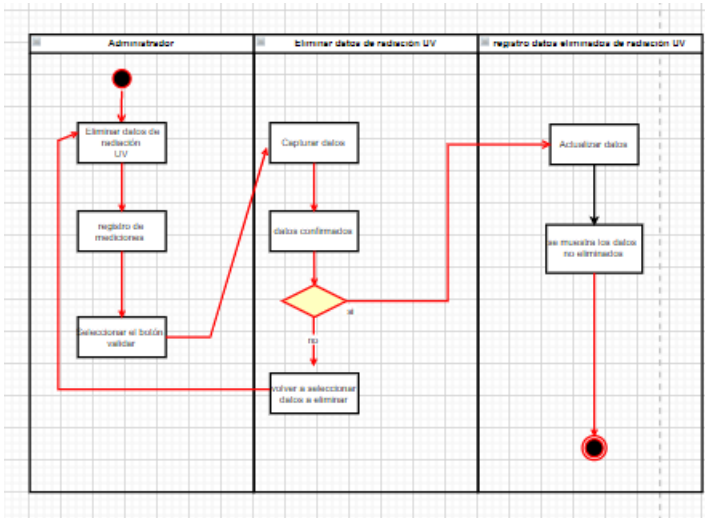 Administrador
Eliminar datos de radiación UV
registro datos eliminados de radiación UV
Eliminar datos de
radiación
UV
registro de
mediciones
Seleccionar el butón
validar
Capturar datos
datos confirmados
si
no
volver a seleccionar
datos a eliminar
Actualizar datos
se muestra los datos
no eliminados